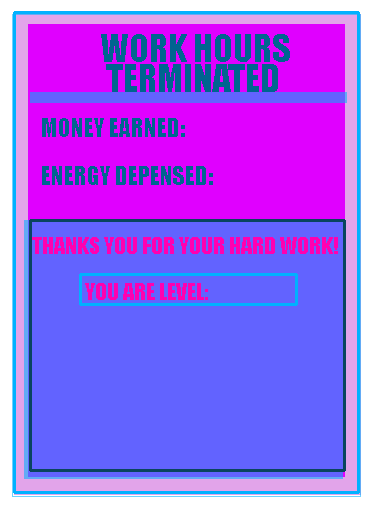 WORK HOURS
TERMINATED
MONEY EARNED:
ENERGY DEPENSED:
THANKS YOU FOR YOUR HARD WORK!
YOU ARE LEVEL: